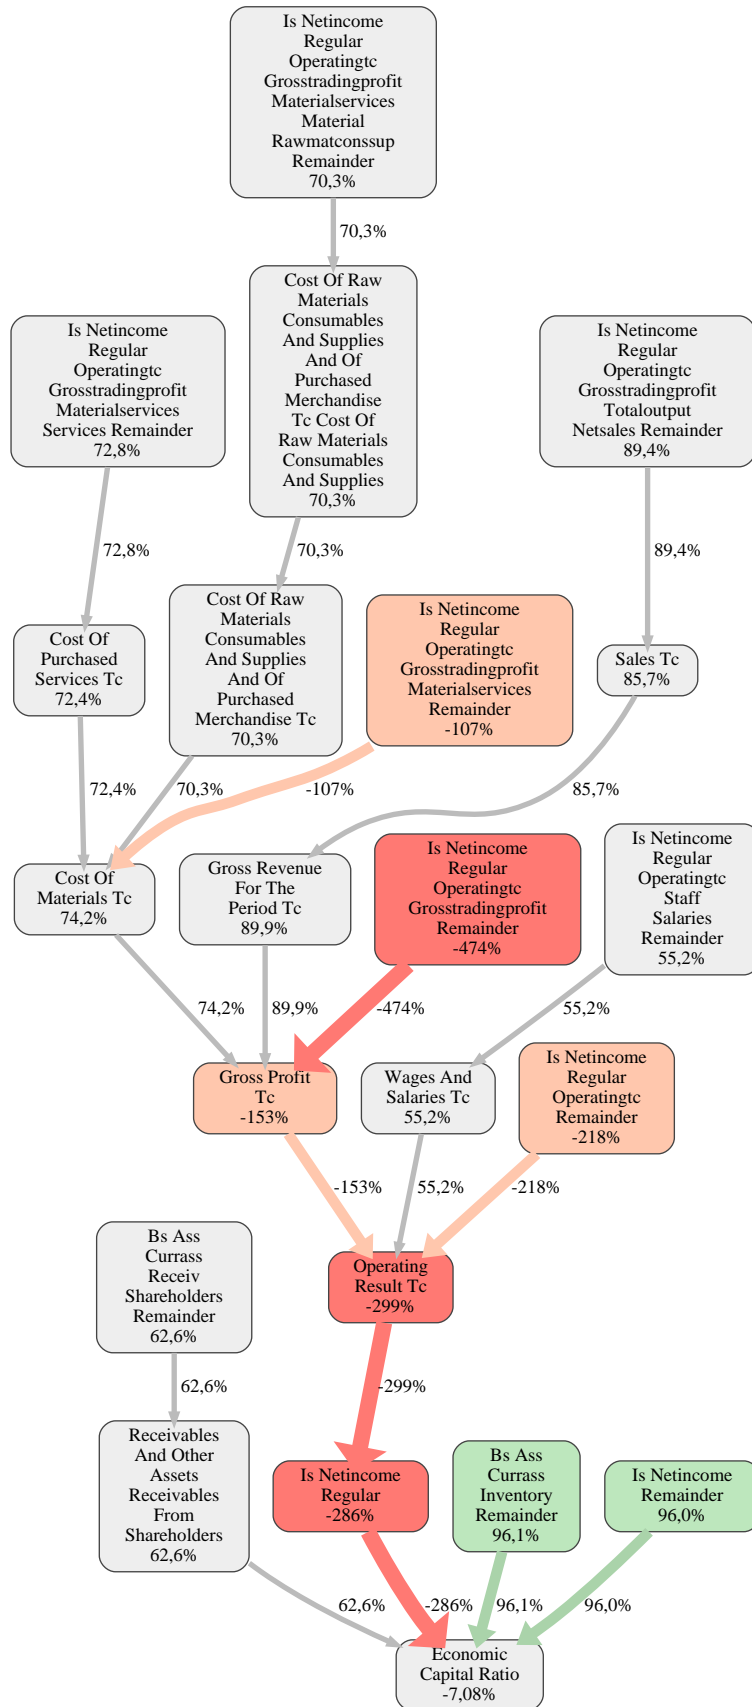 Is Netincome
Regular
Operatingtc
Grosstradingprofit
Materialservices
Material
Rawmatconssup
Remainder
70,3%
70,3%
Cost Of Raw
Materials
Consumables
And Supplies
And Of
Purchased
Merchandise
Tc Cost Of
Raw Materials
Consumables
And Supplies
70,3%
Is Netincome
Regular
Operatingtc
Grosstradingprofit
Materialservices
Services Remainder
72,8%
Is Netincome
Regular
Operatingtc
Grosstradingprofit
Totaloutput
Netsales Remainder
89,4%
72,8%
70,3%
89,4%
Cost Of
Purchased
Services Tc
72,4%
Cost Of Raw
Materials
Consumables
And Supplies
And Of
Purchased
Merchandise Tc
70,3%
Is Netincome
Regular
Operatingtc
Grosstradingprofit
Materialservices
Remainder
-107%
Sales Tc
85,7%
72,4%
70,3%
-107%
85,7%
Cost Of
Materials Tc
74,2%
Gross Revenue
For The
Period Tc
89,9%
Is Netincome
Regular
Operatingtc
Grosstradingprofit
Remainder
-474%
Is Netincome
Regular
Operatingtc
Staff
Salaries
Remainder
55,2%
74,2%
89,9%
-474%
55,2%
Gross Profit
Tc
-153%
Wages And
Salaries Tc
55,2%
Is Netincome
Regular
Operatingtc
Remainder
-218%
-153%
55,2%
-218%
Bs Ass
Currass
Receiv
Shareholders
Remainder
62,6%
Operating
Result Tc
-299%
62,6%
-299%
Receivables
And Other
Assets
Receivables
From
Shareholders
62,6%
Is Netincome
Regular
-286%
Bs Ass
Currass
Inventory
Remainder
96,1%
Is Netincome
Remainder
96,0%
62,6%
-286%
96,1%
96,0%
Economic
Capital Ratio
-7,08%